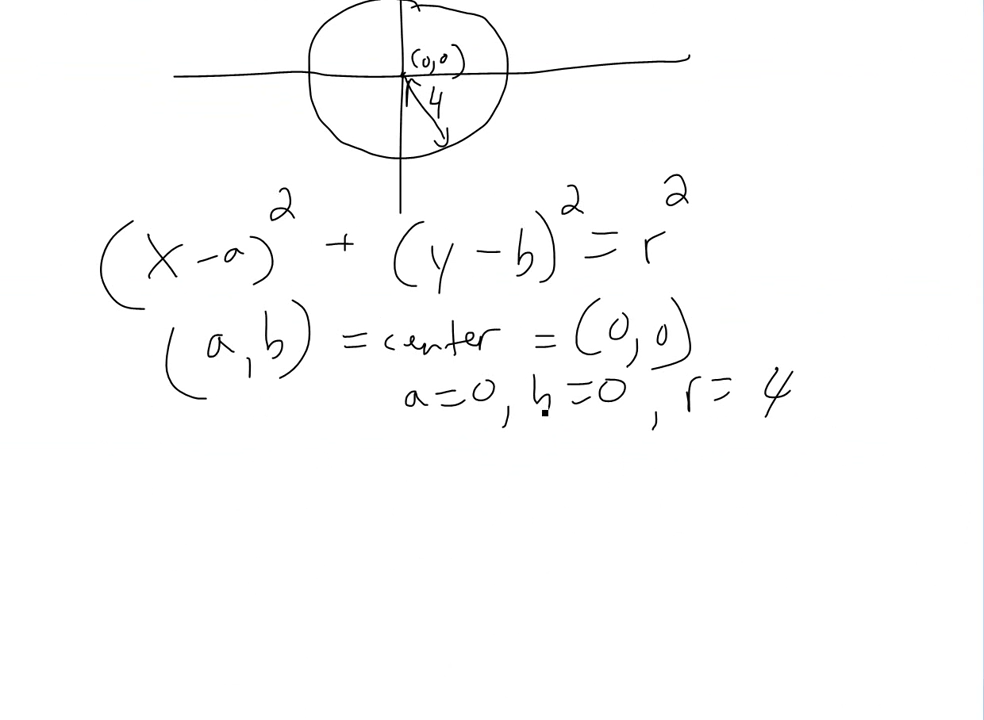 (0,0)
4
(x-a)² + (y-b)² = r²
(a,b) = center = (0,0)
a=0, b=0, r= 4